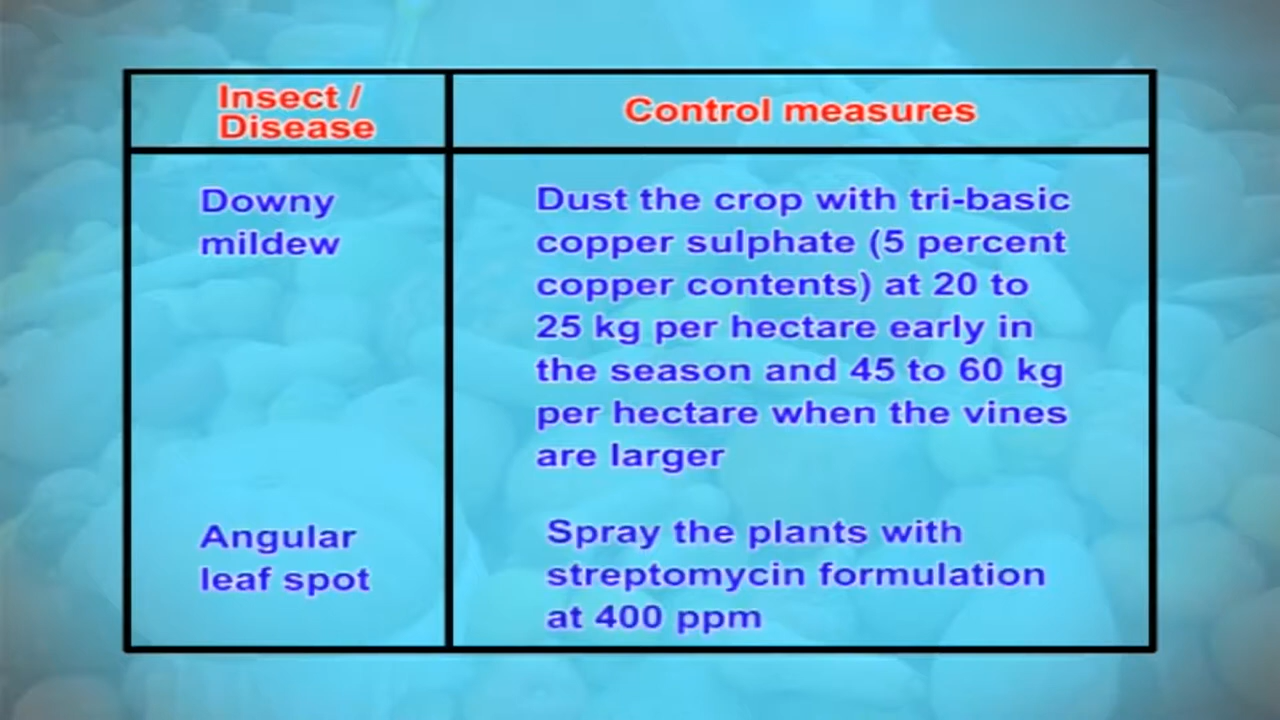 Insect /
Disease
Control measures
Downy
mildew
Dust the crop with tri-basic
copper sulphate (5 percent
copper contents) at 20 to
25 kg per hectare early in
the season and 45 to 60 kg
per hectare when the vines
are larger
Angular
leaf spot
Spray the plants with
streptomycin formulation
at 400 ppm